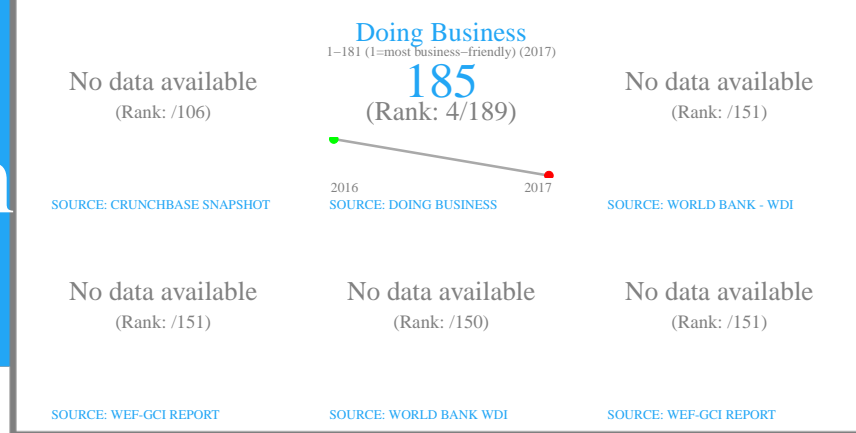 No data available
(Rank: /106)
SOURCE: CRUNCHBASE SNAPSHOT
Doing Business
1−181 (1=most business−friendly) (2017)
185
(Rank: 4/189)
2016 2017
SOURCE: DOING BUSINESS
No data available
(Rank: /151)
SOURCE: WORLD BANK - WDI
No data available
(Rank: /151)
SOURCE: WEF-GCI REPORT
No data available
(Rank: /150)
SOURCE: WORLD BANK WDI
No data available
(Rank: /151)
SOURCE: WEF-GCI REPORT